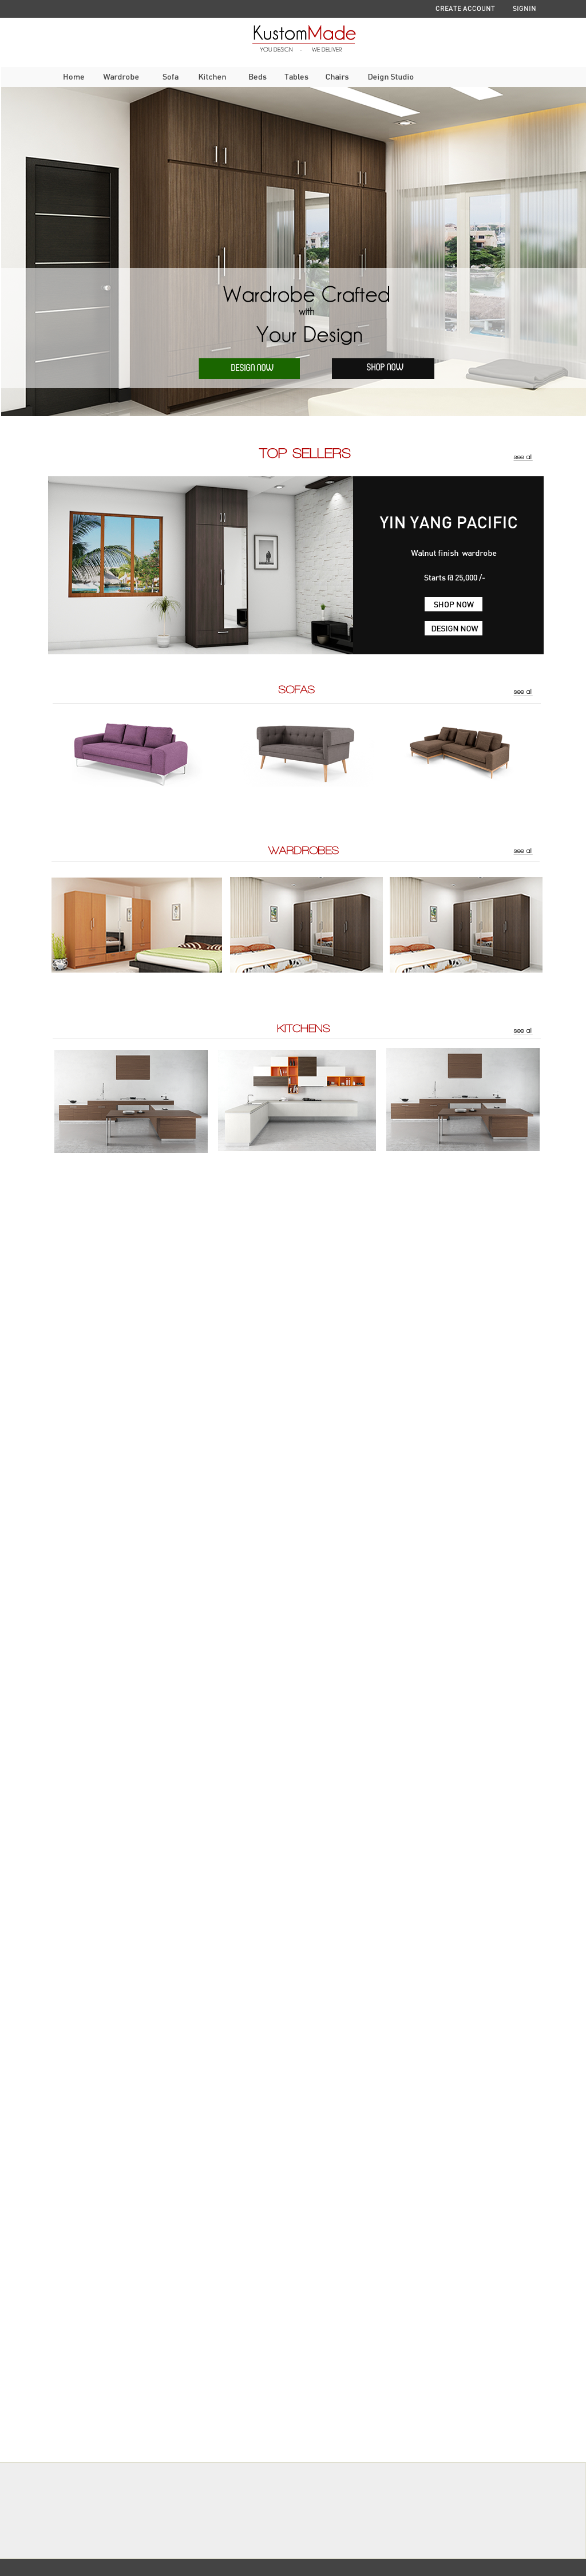 CREATE ACCOUNT SIGNIN
KustomMade
YOU DESIGN - WE DELIVER
Home Wardrobe Sofa Kitchen Beds Tables Chairs Deign Studio
Wardrobe Crafted
with
Your Design
DESIGN NOW SHOP NOW
TOP SELLERS see all
YIN YANG PACIFIC
Walnut finish wardrobe
Starts @ 25,000 /-
SHOP NOW
DESIGN NOW
SOFAS see all
WARDROBES see all
KITCHENS see all